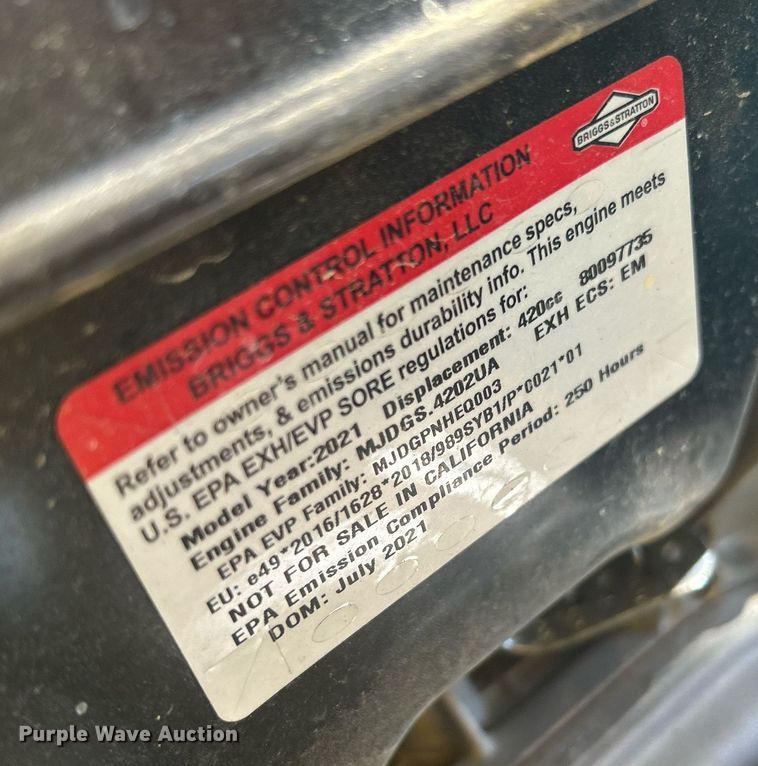 BRIGGS&STRATTON
EMISSION CONTROL INFORMATION
BRIGGS & STRATTON, LLC
Refer to owner's manual for maintenance specs,
adjustments, & emissions durability info. This engine meets
U.S. EPA EXH/EVP SORE regulations for:
Model Year:2021 Displacement: 420cc 80097735
Engine Family: MJDGS.4202UA EXH ECS: EM
EPA EVP Family: MJDGPNHEQ003
EU: e49*2016/1628*2018/989SYB1/P*0021*01
NOT FOR SALE IN CALIFORNIA
EPA Emission Compliance Period: 250 Hours
DOM: July 2021
Purple Wave Auction